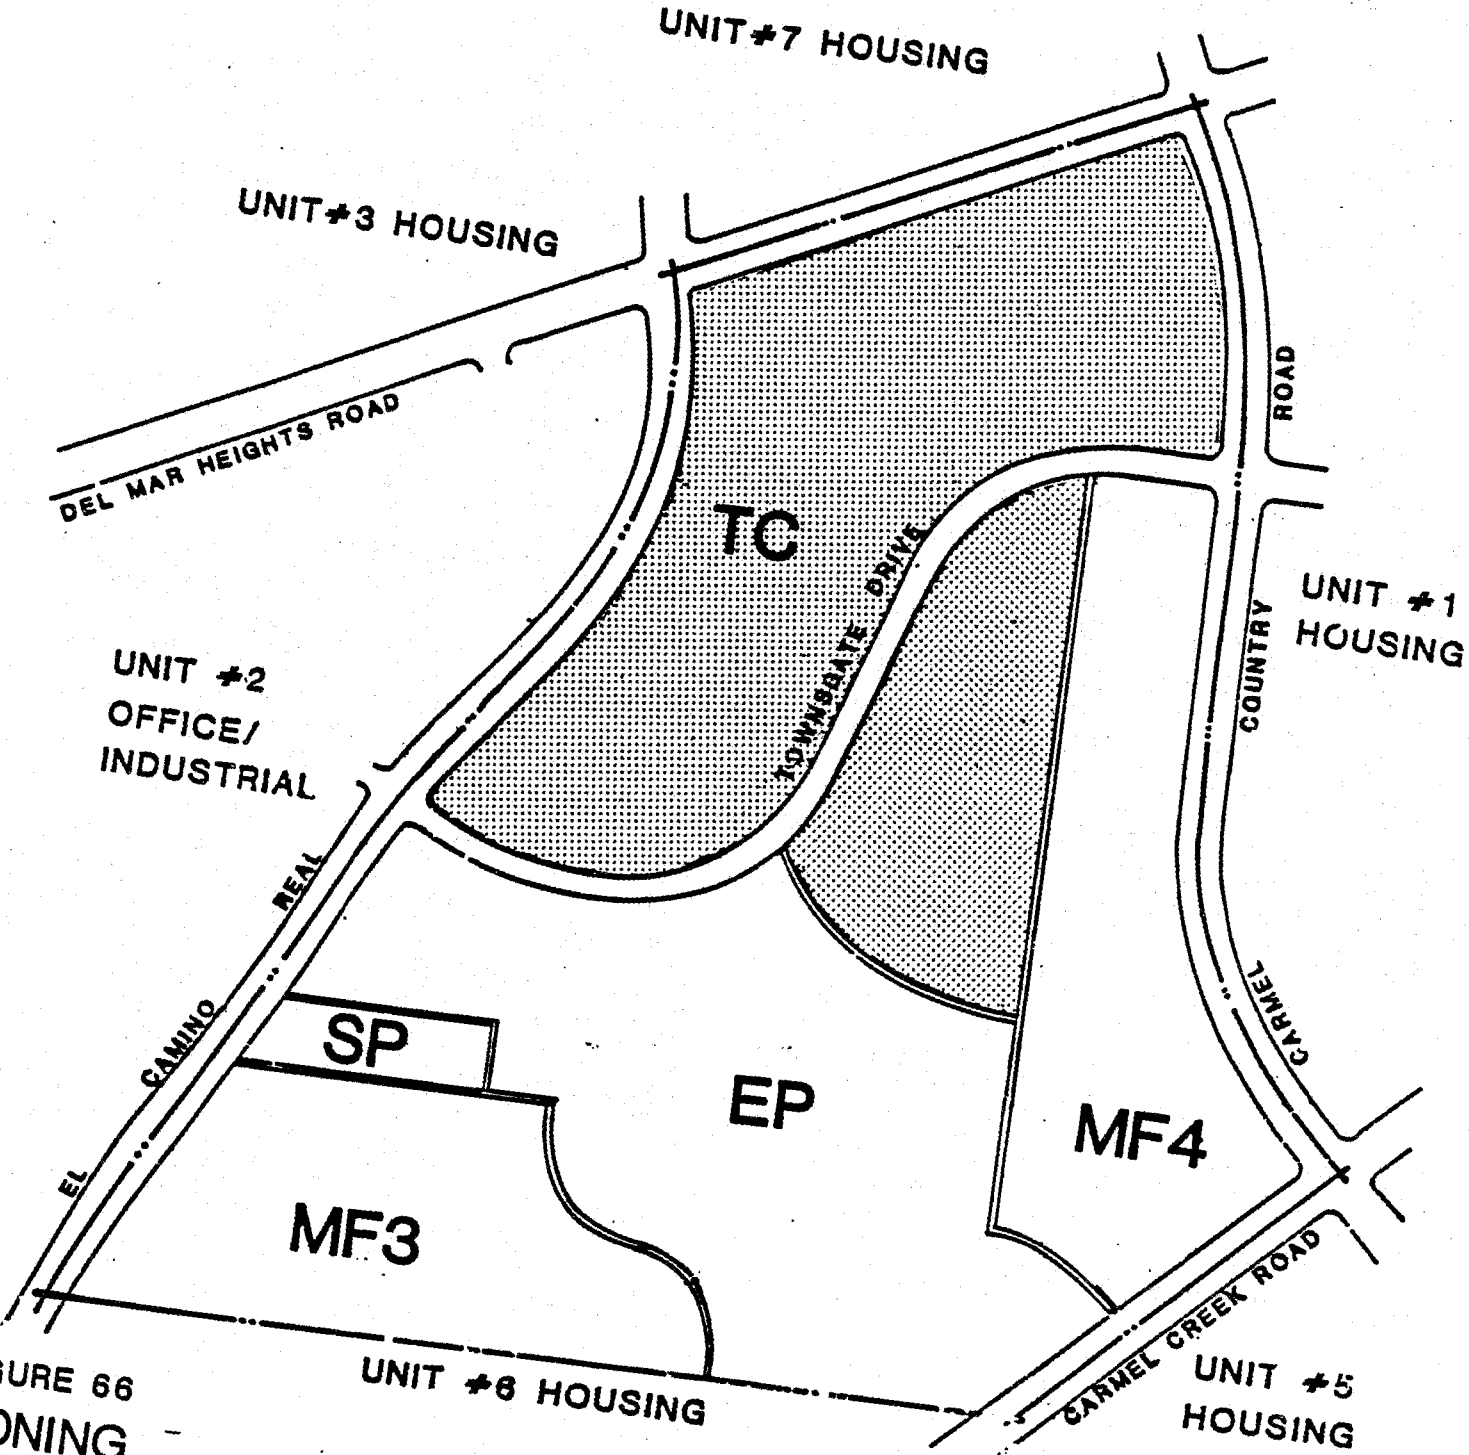 UNIT #7 HOUSING
UNIT #3 HOUSING
DEL MAR HEIGHTS ROAD
ROAD
TC
TOWNSGATE DRIVE
UNIT #1
HOUSING
COUNTRY
UNIT #2
OFFICE/
INDUSTRIAL
REAL
CAMINO
EL
CARMEL
SP
EP
MF4
MF3
CARMEL CREEK ROAD
UNIT #6 HOUSING
UNIT #5
HOUSING
GURE 66
ONING